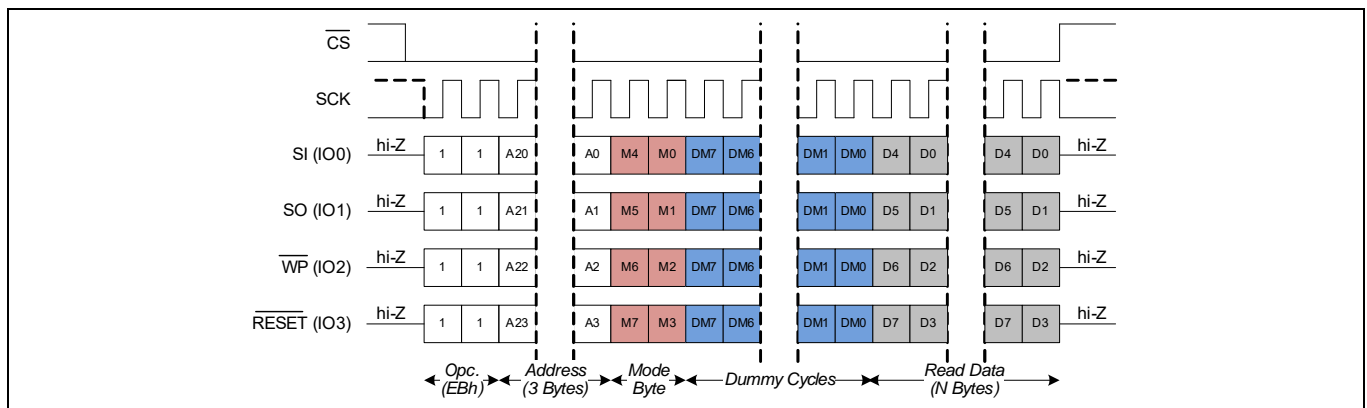 CS
SCK
SI (IO0) hi-Z 1 1 A20 A0 M4 M0 DM7 DM6 DM1 DM0 D4 D0 D4 D0 hi-Z
SO (IO1) hi-Z 1 1 A21 A1 M5 M1 DM7 DM6 DM1 DM0 D5 D1 D5 D1 hi-Z
WP (IO2) hi-Z 1 1 A22 A2 M6 M2 DM7 DM6 DM1 DM0 D6 D2 D6 D2 hi-Z
RESET (IO3) hi-Z 1 1 A23 A3 M7 M3 DM7 DM6 DM1 DM0 D7 D3 D7 D3 hi-Z
Opc. Address Mode Dummy Cycles Read Data
(EBh) (3 Bytes) Byte (N Bytes)